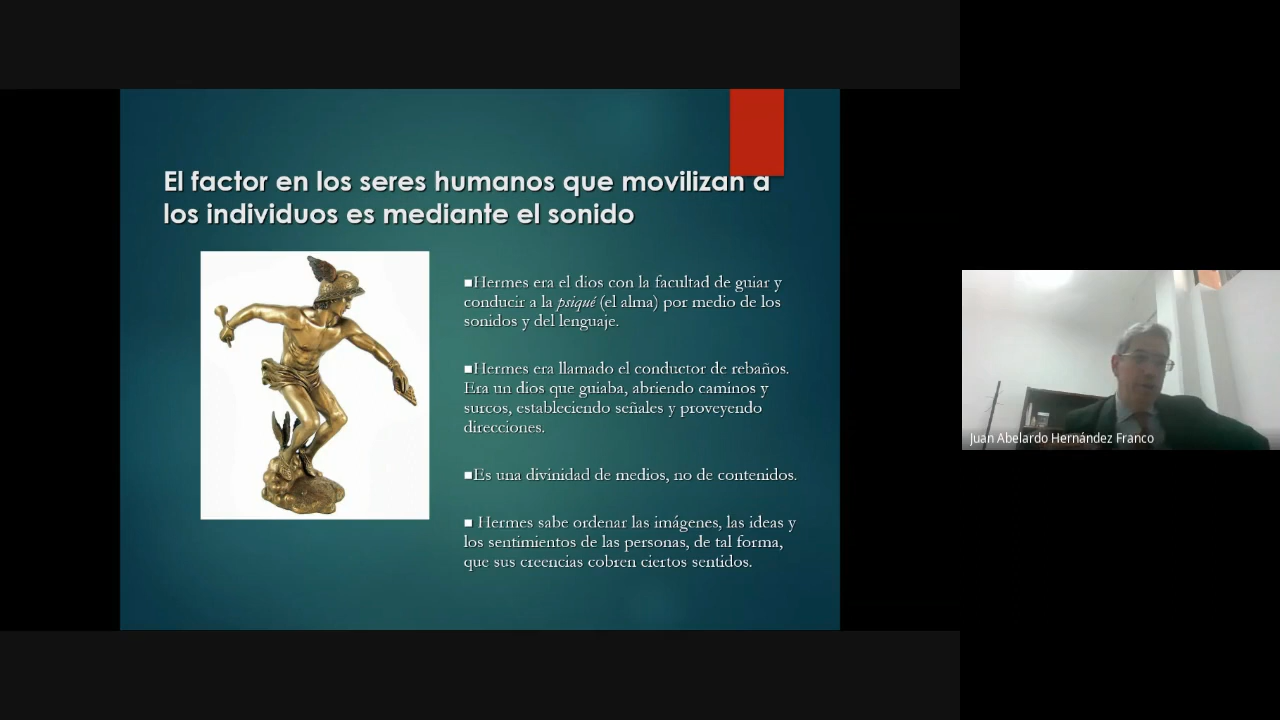 El factor en los seres humanos que movilizan a
los individuos es mediante el sonido
■Hermes era el dios con la facultad de guiar y
conducir a la psiqué (el alma) por medio de los
sonidos y del lenguaje.
■Hermes era llamado el conductor de rebaños.
Era un dios que guiaba, abriendo caminos y
surcos, estableciendo señales y proveyendo
direcciones.
■Es una divinidad de medios, no de contenidos.
■ Hermes sabe ordenar las imágenes, las ideas y
los sentimientos de las personas, de tal forma,
que sus creencias cobren ciertos sentidos.
Juan Abelardo Hernández Franco